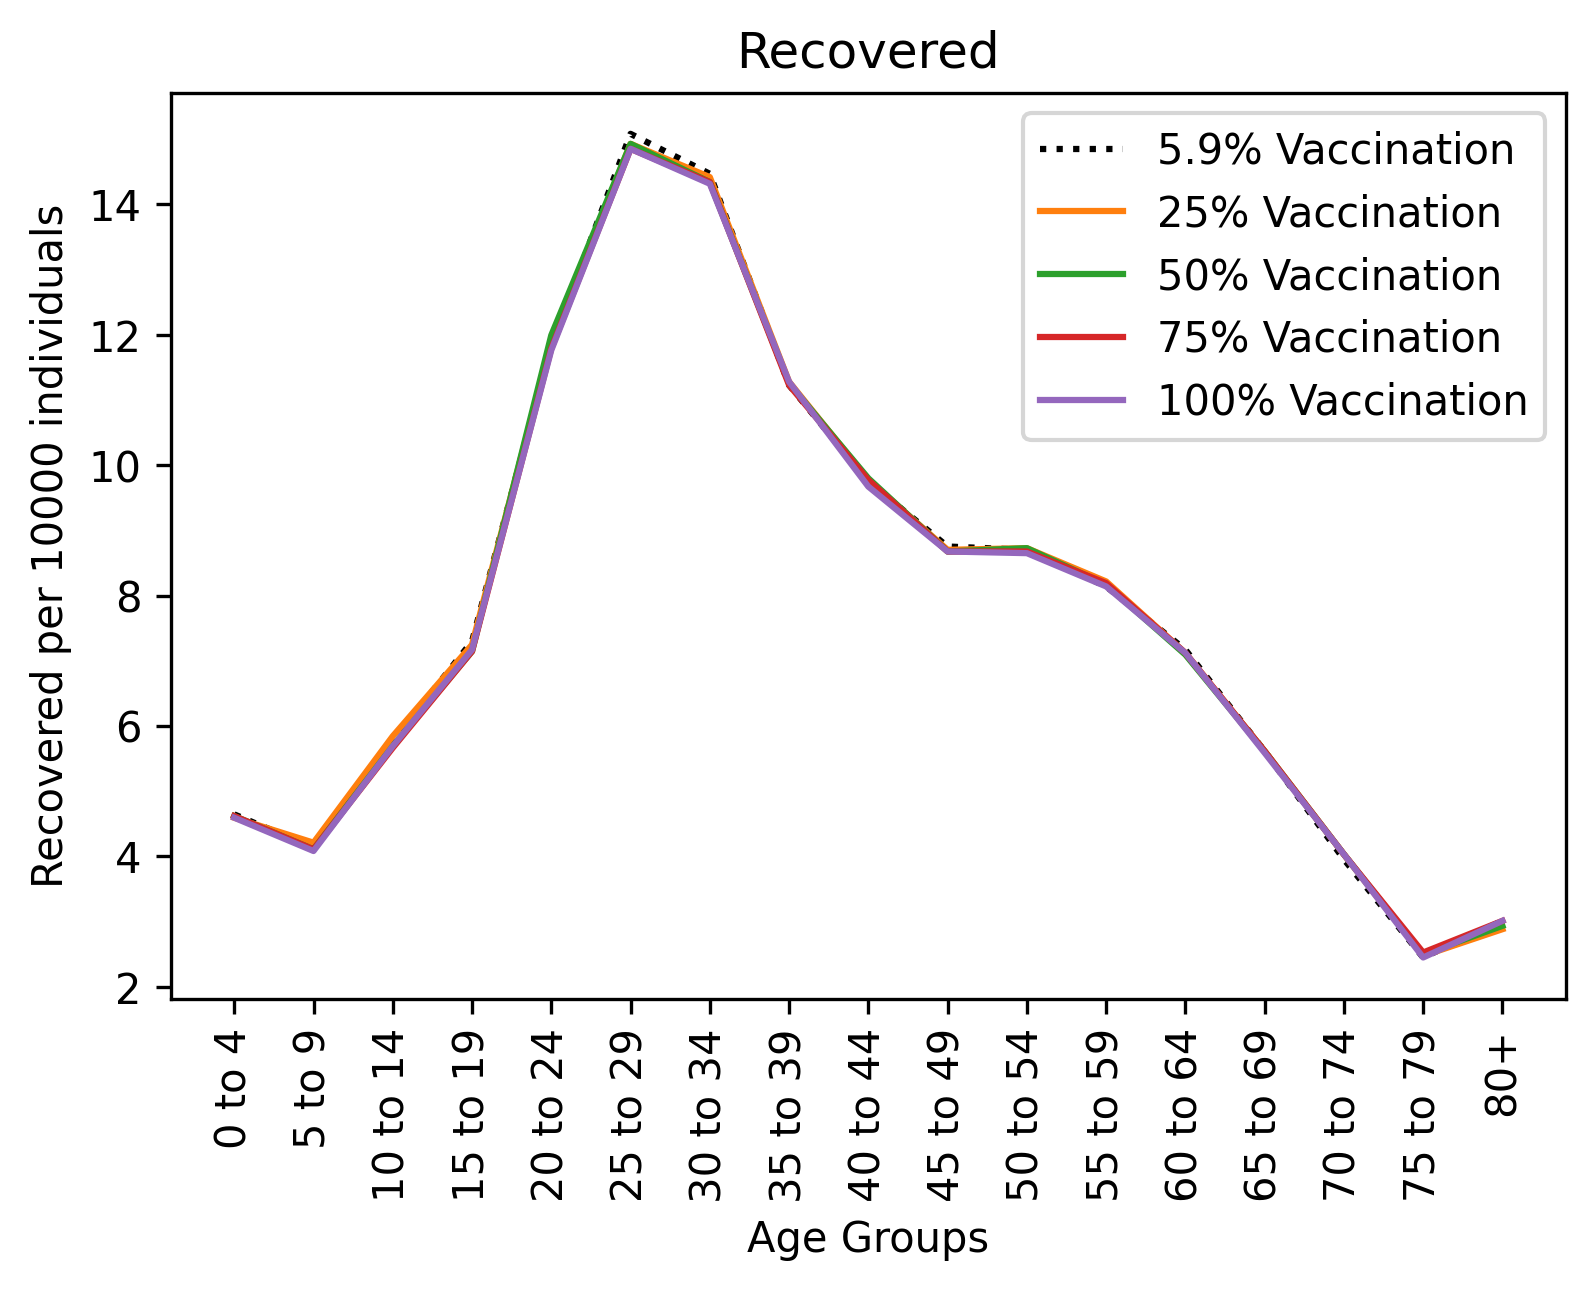 Recovered
5.9% Vaccination
25% Vaccination
50% Vaccination
75% Vaccination
100% Vaccination
Recovered per 10000 individuals
14
12
10
8
6
4
2
0 to 4
5 to 9
10 to 14
15 to 19
20 to 24
25 to 29
30 to 34
35 to 39
40 to 44
45 to 49
50 to 54
55 to 59
60 to 64
65 to 69
70 to 74
75 to 79
80+
Age Groups